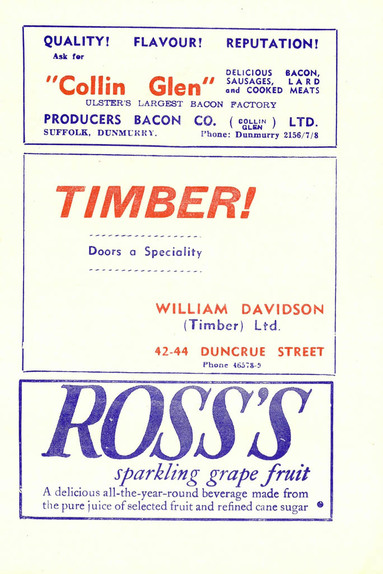 QUALITY! FLAVOUR! REPUTATION!
Ask for
"Collin Glen"
DELICIOUS BACON,
SAUSAGES, LARD
and COOKED MEATS
ULSTER'S LARGEST BACON FACTORY
PRODUCERS BACON CO. (COLLIN GLEN) LTD.
SUFFOLK, DUNMURRY. Phone: Dunmurry 2156/7/8
TIMBER!
Doors a Speciality
WILLIAM DAVIDSON
(Timber) Ltd.
42-44 DUNCRUE STREET
Phone 46578-9
ROSS'S
sparkling grape fruit
A delicious all-the-year-round beverage made from
the pure juice of selected fruit and refined cane sugar